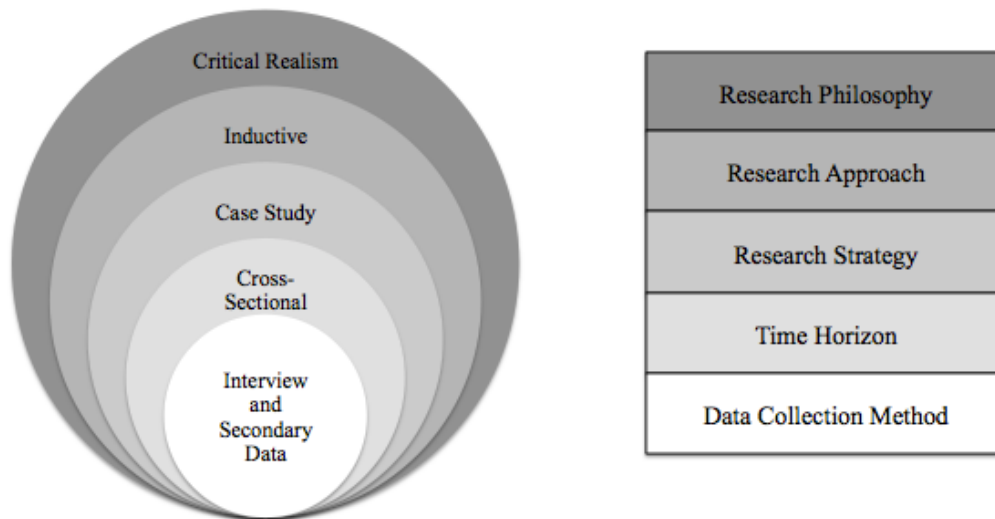 Critical Realism
Inductive
Case Study
Cross-
Sectional
Interview
and
Secondary
Data
Research Philosophy
Research Approach
Research Strategy
Time Horizon
Data Collection Method